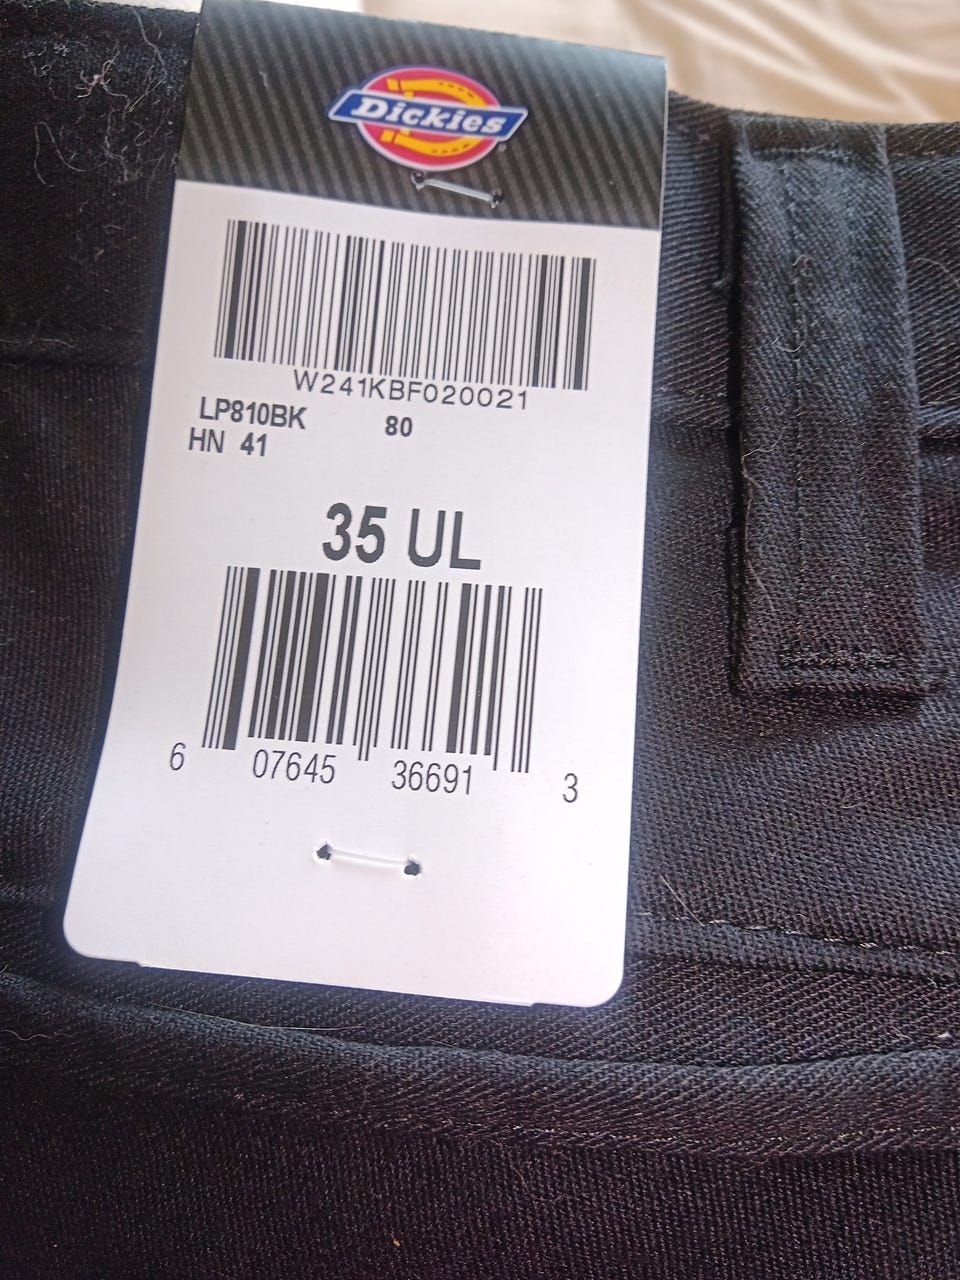 Dickies
W241KBF020021
LP810BK 80
HN 41
35 UL
6 07645 36691 3